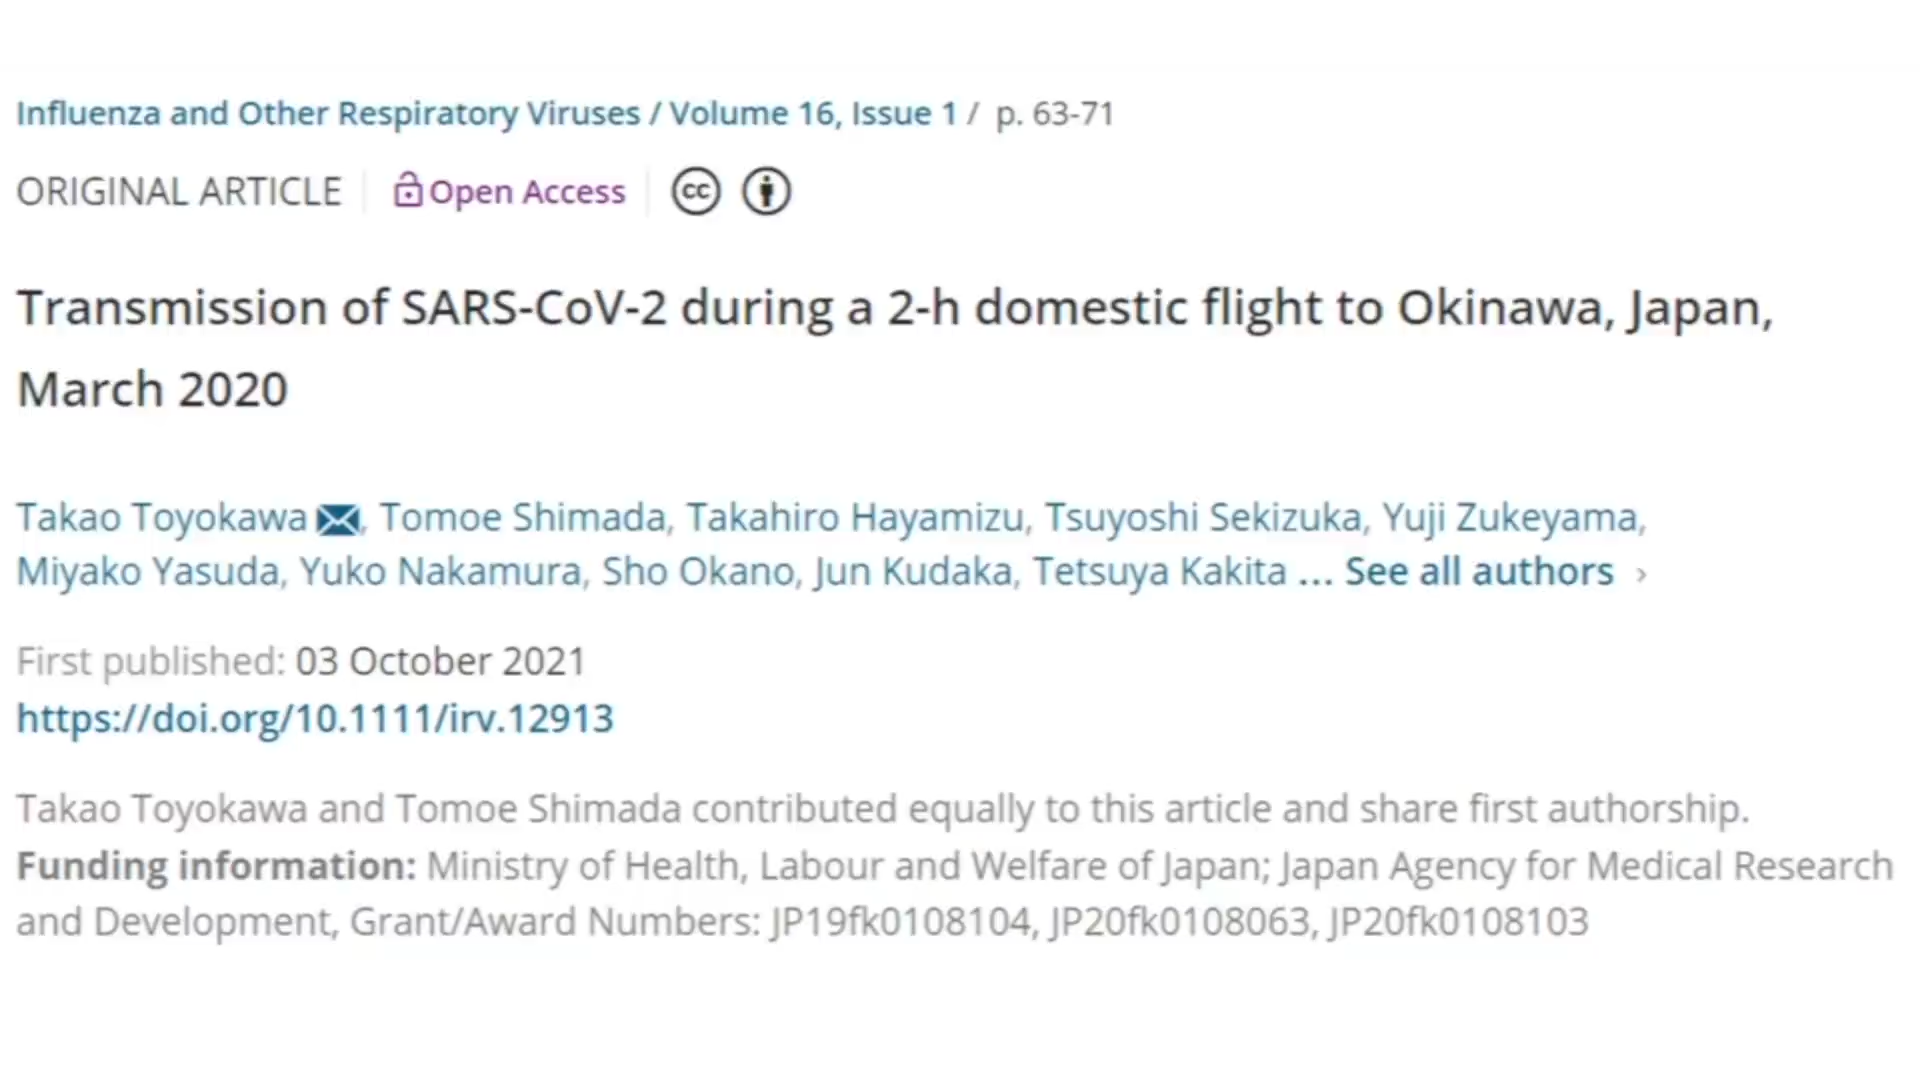 Influenza and Other Respiratory Viruses / Volume 16, Issue 1 / p. 63-71
ORIGINAL ARTICLE Open Access cc
Transmission of SARS-CoV-2 during a 2-h domestic flight to Okinawa, Japan,
March 2020
Takao Toyokawa, Tomoe Shimada, Takahiro Hayamizu, Tsuyoshi Sekizuka, Yuji Zukeyama,
Miyako Yasuda, Yuko Nakamura, Sho Okano, Jun Kudaka, Tetsuya Kakita ... See all authors ›
First published: 03 October 2021
https://doi.org/10.1111/irv.12913
Takao Toyokawa and Tomoe Shimada contributed equally to this article and share first authorship.
Funding information: Ministry of Health, Labour and Welfare of Japan; Japan Agency for Medical Research
and Development, Grant/Award Numbers: JP19fk0108104, JP20fk0108063, JP20fk0108103